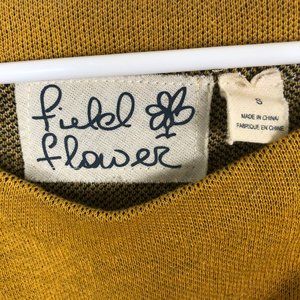 field
flower
S
MADE IN CHINA/
FABRIQUÉ EN CHINE